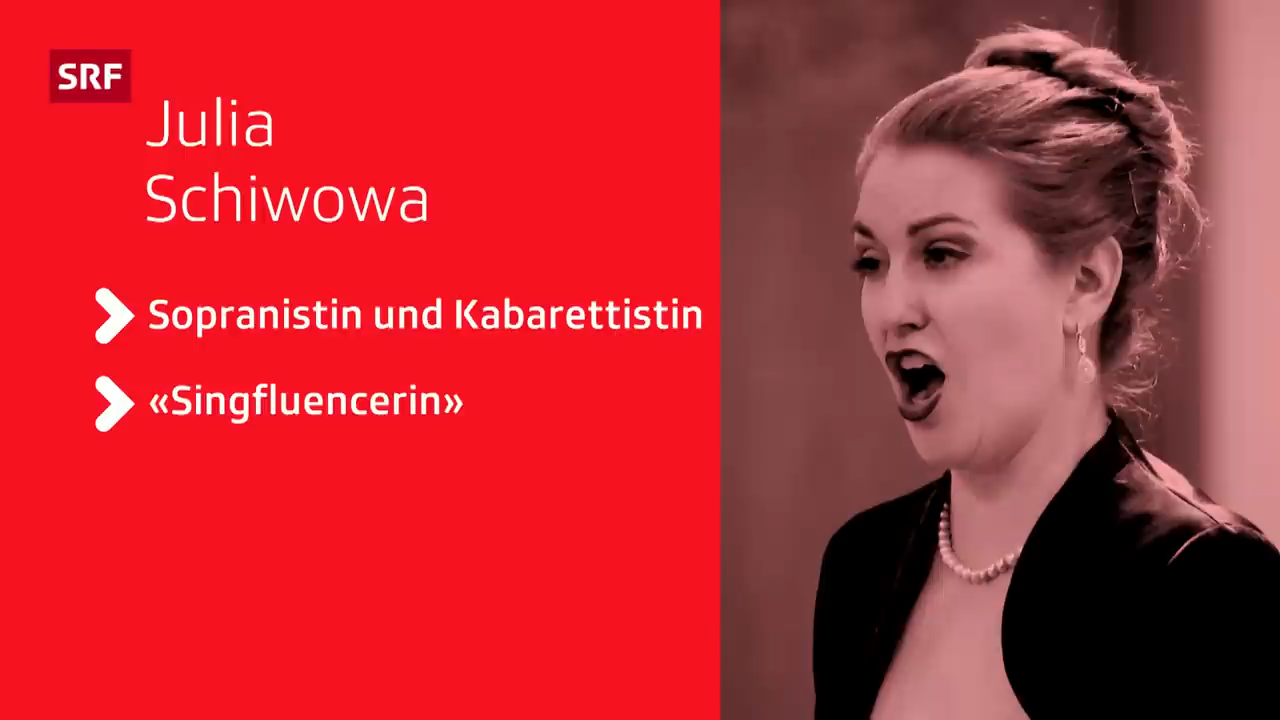 SRF
Julia
Schiwowa
Sopranistin und Kabarettistin
«Singfluencerin»